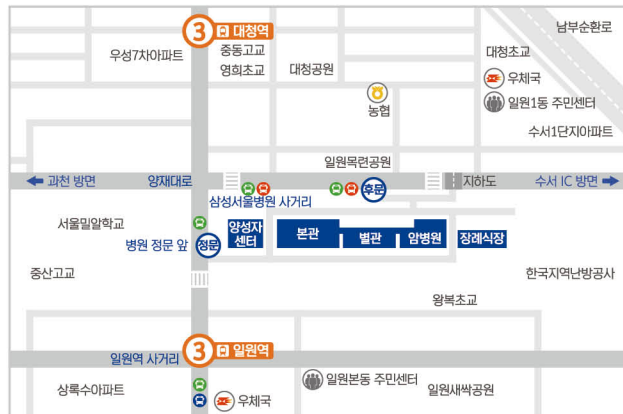 남부순환로
3 대청역
우성7차아파트
중동고교
영희초교
대청공원
대청초교
우체국
농협
일원1동 주민센터
수서1단지아파트
일원목련공원
과천 방면
양재대로
후문
지하도
수서 IC 방면
삼성서울병원 사거리
서울밀알학교
병원 정문 앞
정문
양성자
센터
본관
별관
암병원
장례식장
중산고교
한국지역난방공사
왕북초교
3 일원역
일원역 사거리
상록수아파트
우체국
일원본동 주민센터
일원새싹공원